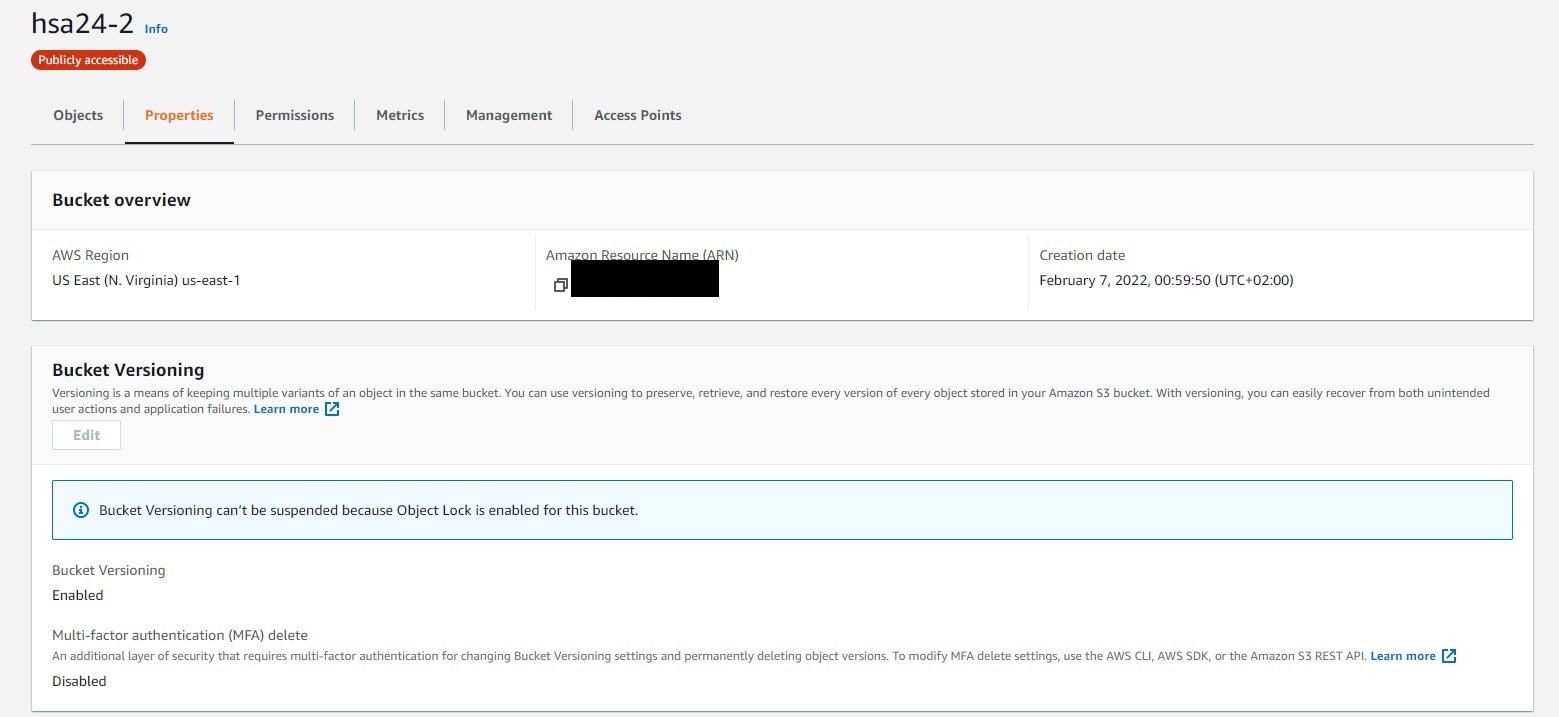 hsa24-2 Info
Publicly accessible
Objects Properties Permissions Metrics Management Access Points
Bucket overview
AWS Region
US East (N. Virginia) us-east-1
Amazon Resource Name (ARN)
Creation date
February 7, 2022, 00:59:50 (UTC+02:00)
Bucket Versioning
Versioning is a means of keeping multiple variants of an object in the same bucket. You can use versioning to preserve, retrieve, and restore every version of every object stored in your Amazon S3 bucket. With versioning, you can easily recover from both unintended
user actions and application failures. Learn more
Edit
Bucket Versioning can't be suspended because Object Lock is enabled for this bucket.
Bucket Versioning
Enabled
Multi-factor authentication (MFA) delete
An additional layer of security that requires multi-factor authentication for changing Bucket Versioning settings and permanently deleting object versions. To modify MFA delete settings, use the AWS CLI, AWS SDK, or the Amazon S3 REST API. Learn more
Disabled